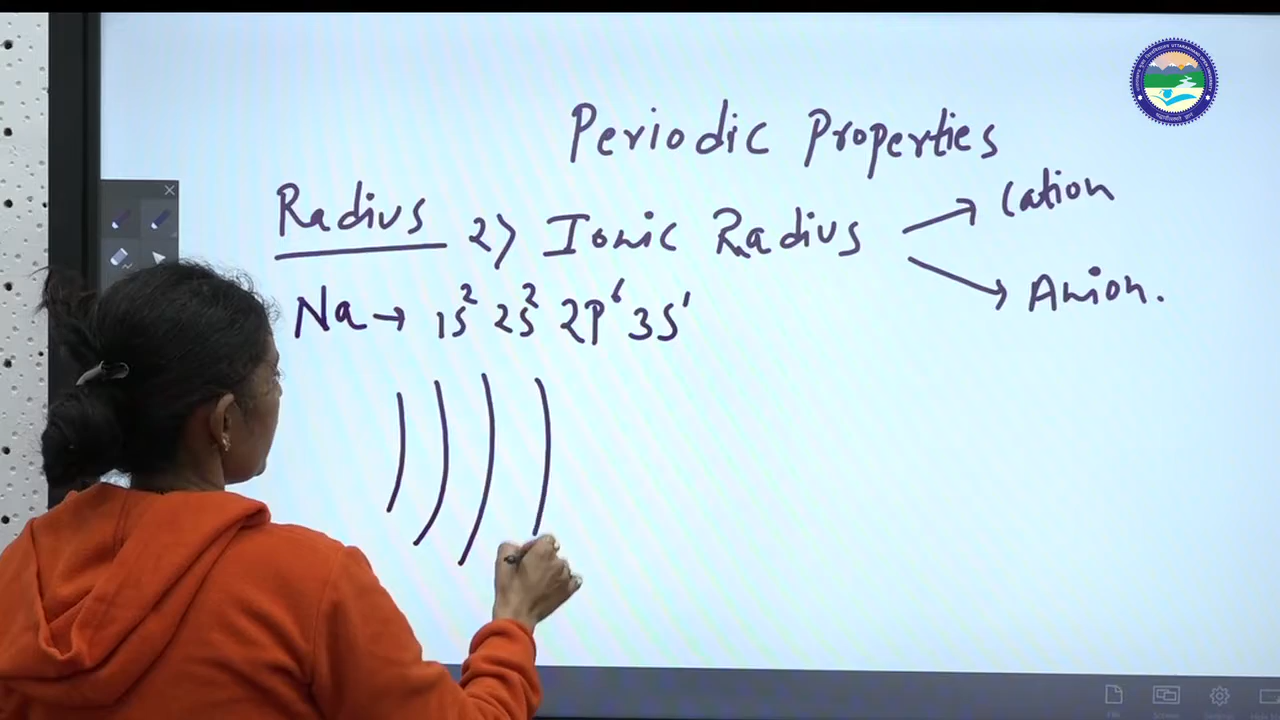 Periodic Properties
Radius 2) Ionic Radius → Cation
→ Anion.
Na → 1s² 2s² 2p⁶ 3s¹